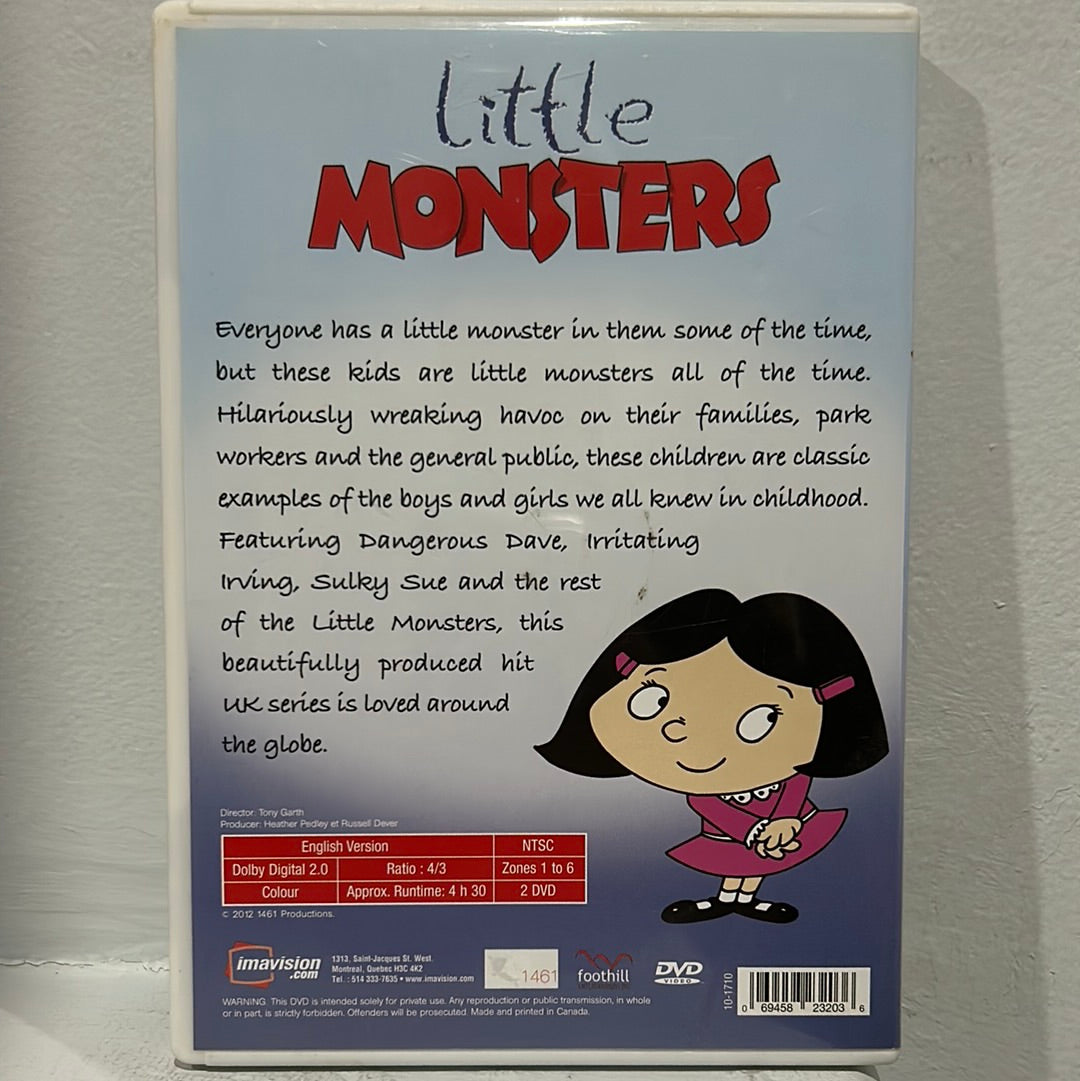 Little
MONSTERS
Everyone has a little monster in them some of the time,
but these kids are little monsters all of the time.
Hilariously wreaking havoc on their families, park
workers and the general public, these children are classic
examples of the boys and girls we all knew in childhood.
Featuring Dangerous Dave, Irritating
Irving, Sulky Sue and the rest
of the Little Monsters, this
beautifully produced hit
UK series is loved around
the globe.
Director: Tony Garth
Producer: Heather Pedley et Russell Dever
English Version NTSC
Dolby Digital 2.0 Ratio : 4/3 Zones 1 to 6
Colour Approx. Runtime: 4 h 30 2 DVD
© 2012 1461 Productions.
imavision
.com
1313, Saint-Jacques St. West.
Montreal, Quebec H3C 4K2
Tel. : 514 333-7635 • www.imavision.com
1461
foothill
DVD
VIDEO
10-1710
0 69458 23203 6
WARNING: This DVD is intended solely for private use. Any reproduction or public transmission, in whole
or in part, is strictly forbidden. Offenders will be prosecuted. Made and printed in Canada.